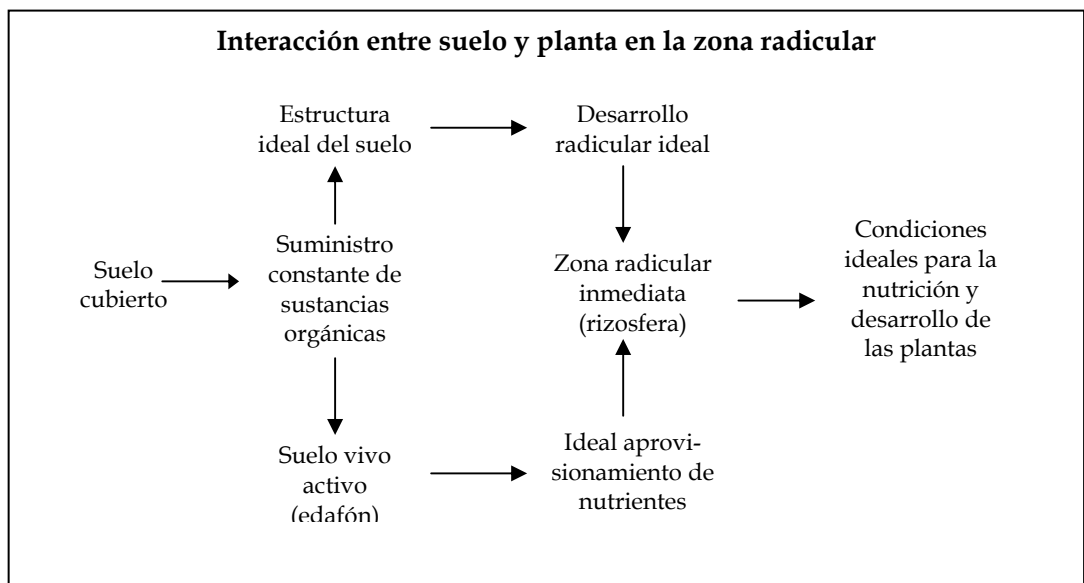 Interacción entre suelo y planta en la zona radicular
Estructura
ideal del suelo
Desarrollo
radicular ideal
Suelo
cubierto
Suministro
constante de
sustancias
orgánicas
Zona radicular
inmediata
(rizosfera)
Condiciones
ideales para la
nutrición y
desarrollo de
las plantas
Suelo vivo
activo
(edafón)
Ideal aprovi-
sionamiento de
nutrientes